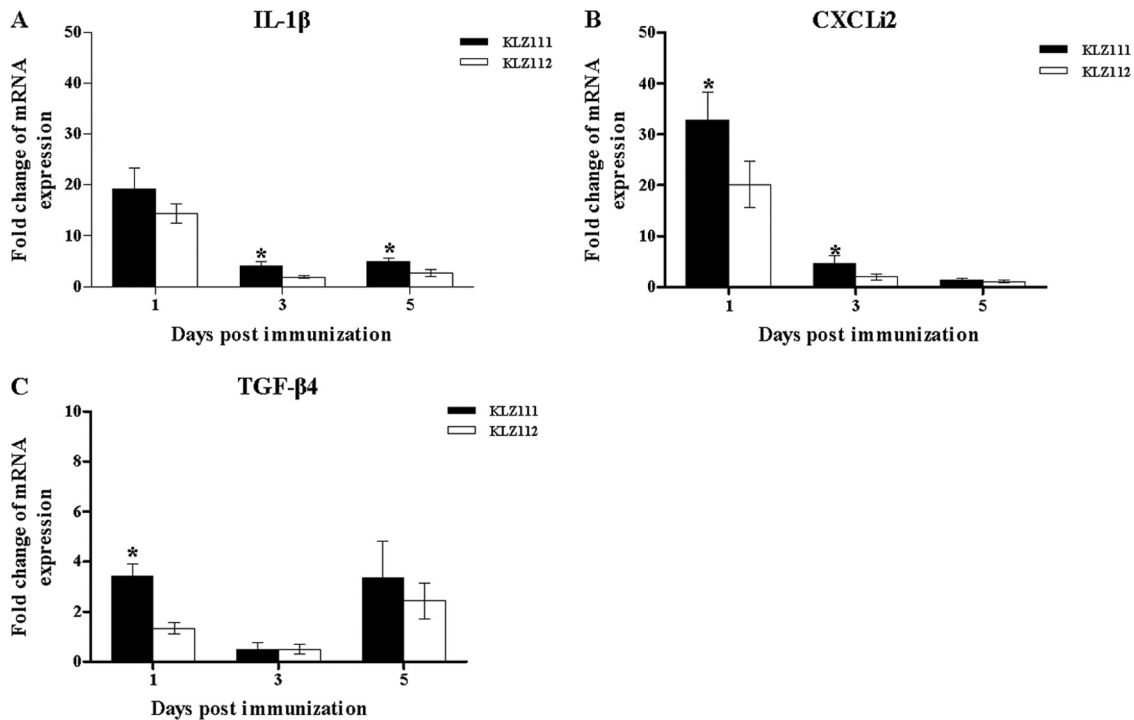 A
IL-1β
KLZ111
KLZ112
Fold change of mRNA
expression
50
40
30
20
10
0
*
*
1
3
5
Days post immunization
B
CXCLi2
KLZ111
KLZ112
Fold change of mRNA
expression
50
40
30
20
10
0
*
*
1
3
5
Days post immunization
C
TGF-β4
KLZ111
KLZ112
Fold change of mRNA
expression
10
8
6
4
2
0
*
1
3
5
Days post immunization